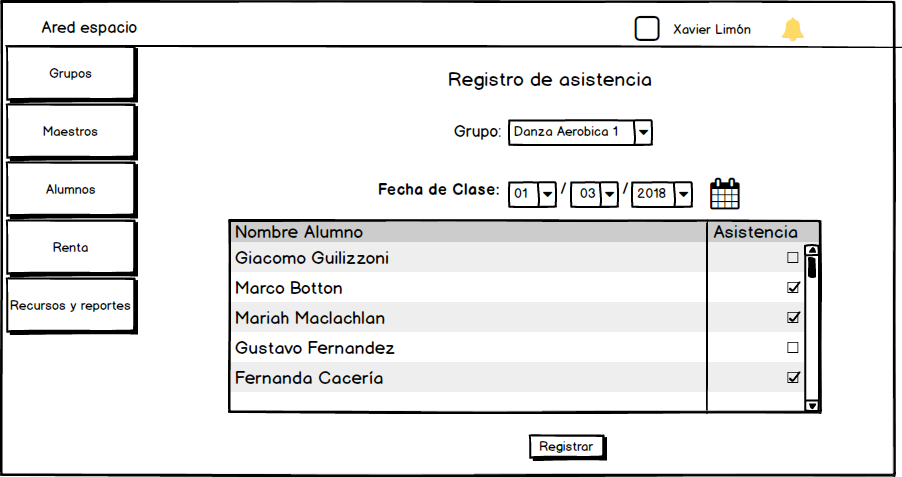 Ared espacio
Xavier Limón
Grupos
Maestros
Alumnos
Renta
Recursos y reportes
Registro de asistencia
Grupo: Danza Aerobica 1
Fecha de Clase: 01 / 03 / 2018
Nombre Alumno Asistencia
Giacomo Guilizzoni
Marco Botton
Mariah Maclachlan
Gustavo Fernandez
Fernanda Cacería
Registrar